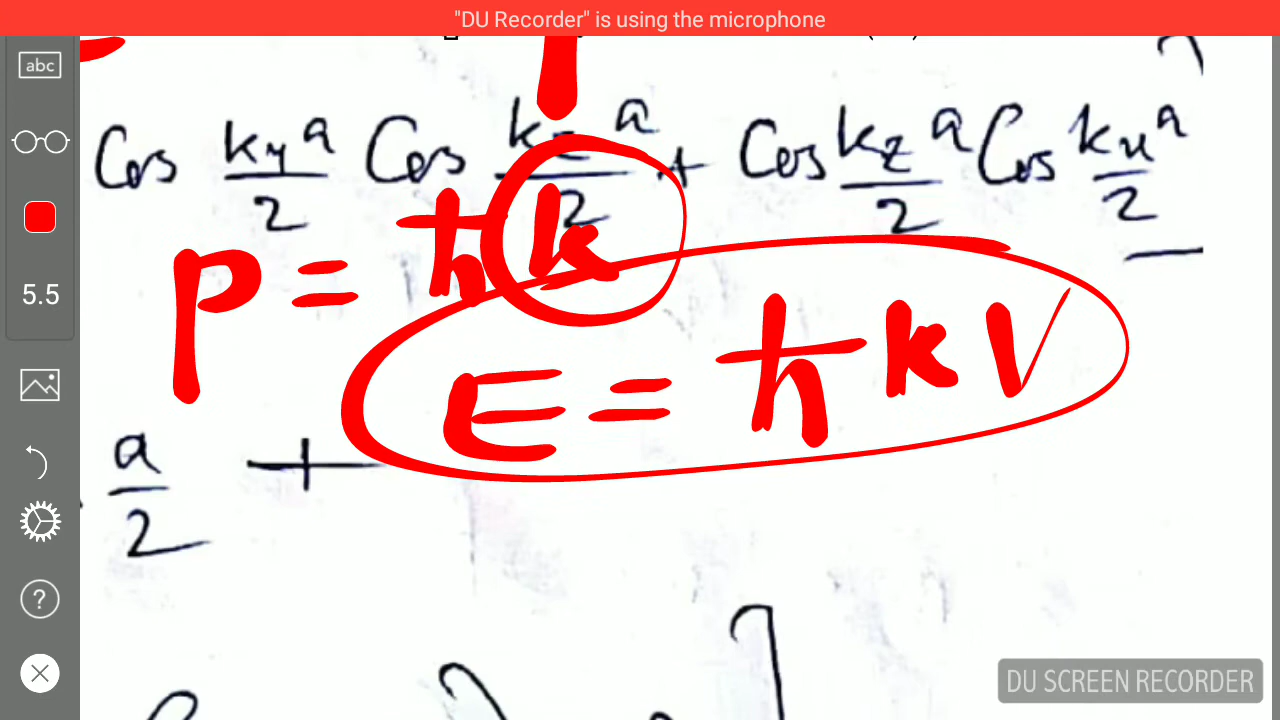 "DU Recorder" is using the microphone
abc
Cos kya/2 Cos kza/2 + Cos kza/2 Cos kxa/2
p = ħk
5.5
E = ħkV
a/2 +
?
DU SCREEN RECORDER